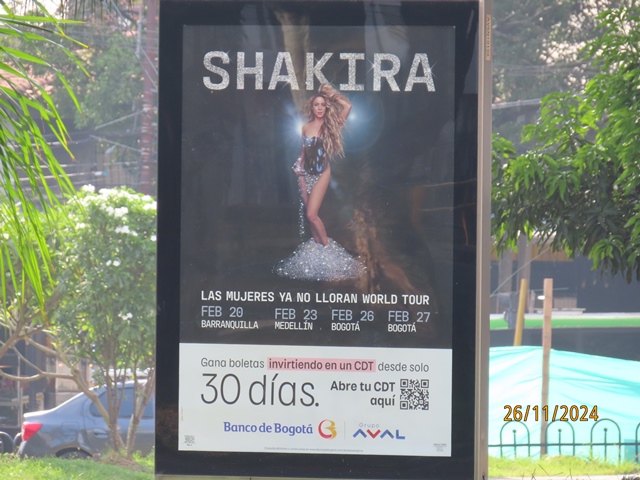 SHAKIRA
LAS MUJERES YA NO LLORAN WORLD TOUR
FEB 20 FEB 23 FEB 26 FEB 27
BARRANQUILLA MEDELLÍN BOGOTÁ BOGOTÁ
Gana boletas invirtiendo en un CDT desde solo
30 días. Abre tu CDT
aquí
Banco de Bogotá Grupo
AVAL
26/11/2024